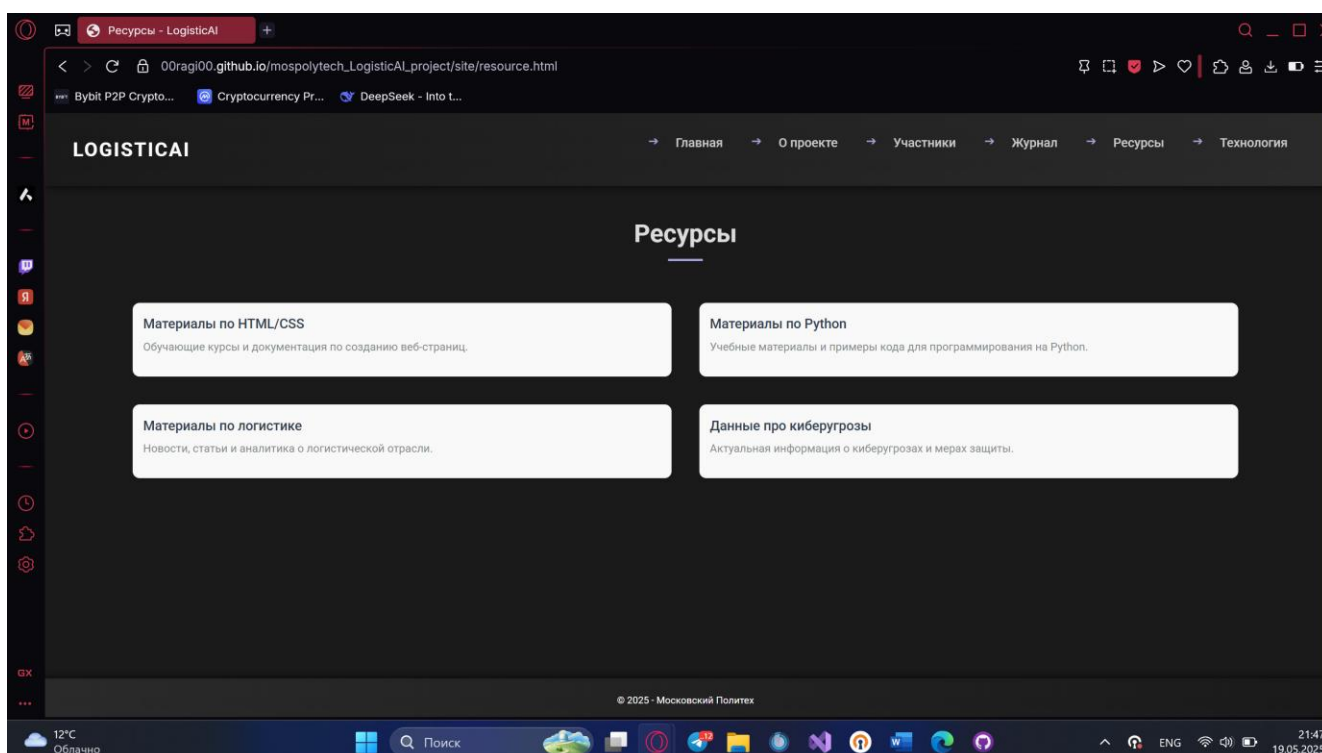 Ресурсы - LogisticAI
00ragi00.github.io/mospolytech_LogisticAI_project/site/resource.html
Bybit P2P Crypto... Cryptocurrency Pr... DeepSeek - Into t...
LOGISTICAI
→ Главная → О проекте → Участники → Журнал → Ресурсы → Технология
Ресурсы
Материалы по HTML/CSS
Обучающие курсы и документация по созданию веб-страниц.
Материалы по Python
Учебные материалы и примеры кода для программирования на Python.
Материалы по логистике
Новости, статьи и аналитика о логистической отрасли.
Данные про киберугрозы
Актуальная информация о киберугрозах и мерах защиты.
GX
© 2025 - Московский Политех
12°C
Облачно
Поиск
ENG
21:47